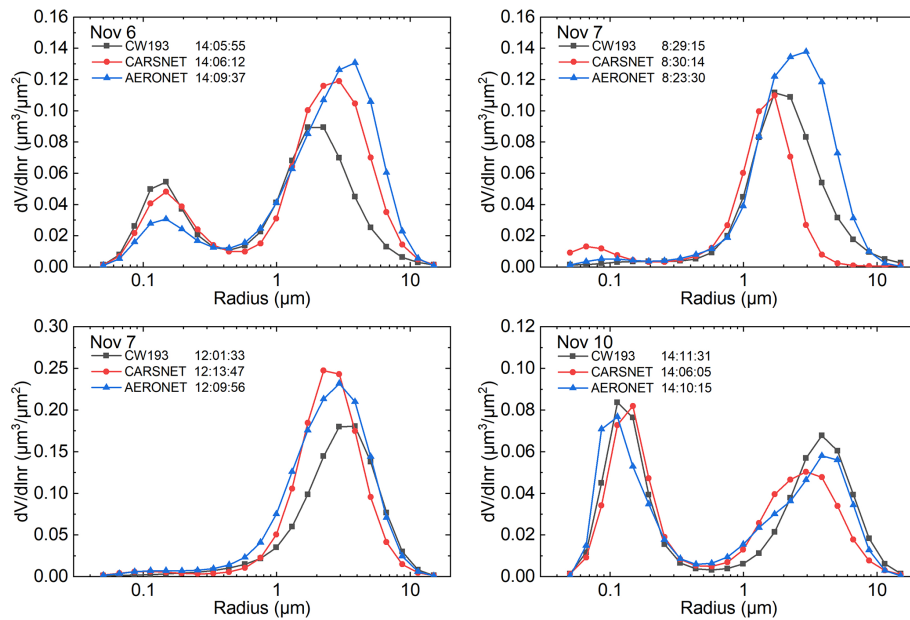 Nov 6
CW193 14:05:55
CARSNET 14:06:12
AERONET 14:09:37
0.16
0.14
0.12
0.10
0.08
0.06
0.04
0.02
0.00
dV/dlnr (μm³/μm²)
0.1 1 10
Radius (μm)
Nov 7
CW193 8:29:15
CARSNET 8:30:14
AERONET 8:23:30
0.16
0.14
0.12
0.10
0.08
0.06
0.04
0.02
0.00
dV/dlnr (μm³/μm²)
0.1 1 10
Radius (μm)
Nov 7
CW193 12:01:33
CARSNET 12:13:47
AERONET 12:09:56
0.30
0.25
0.20
0.15
0.10
0.05
0.00
dV/dlnr (μm³/μm²)
0.1 1 10
Radius (μm)
Nov 10
CW193 14:11:31
CARSNET 14:06:05
AERONET 14:10:15
0.12
0.10
0.08
0.06
0.04
0.02
0.00
dV/dlnr (μm³/μm²)
0.1 1 10
Radius (μm)